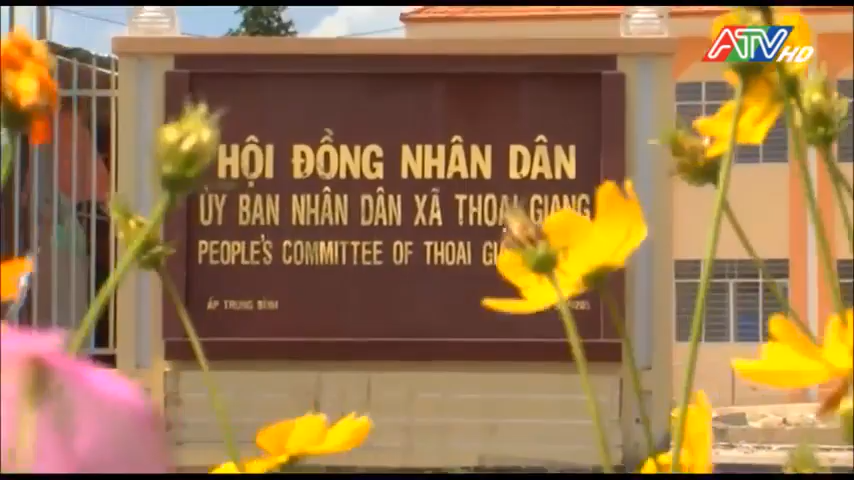 ATV HD
HỘI ĐỒNG NHÂN DÂN
ỦY BAN NHÂN DÂN XÃ THOẠI GIANG
PEOPLE'S COMMITTEE OF THOAI
ẤP TRUNG BÌNH